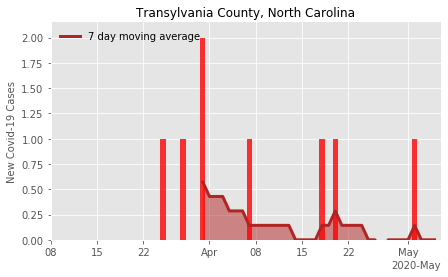 Transylvania County, North Carolina
7 day moving average
New Covid-19 Cases
2.00
1.75
1.50
1.25
1.00
0.75
0.50
0.25
0.00
08 15 22 Apr 08 15 22 May
2020-May